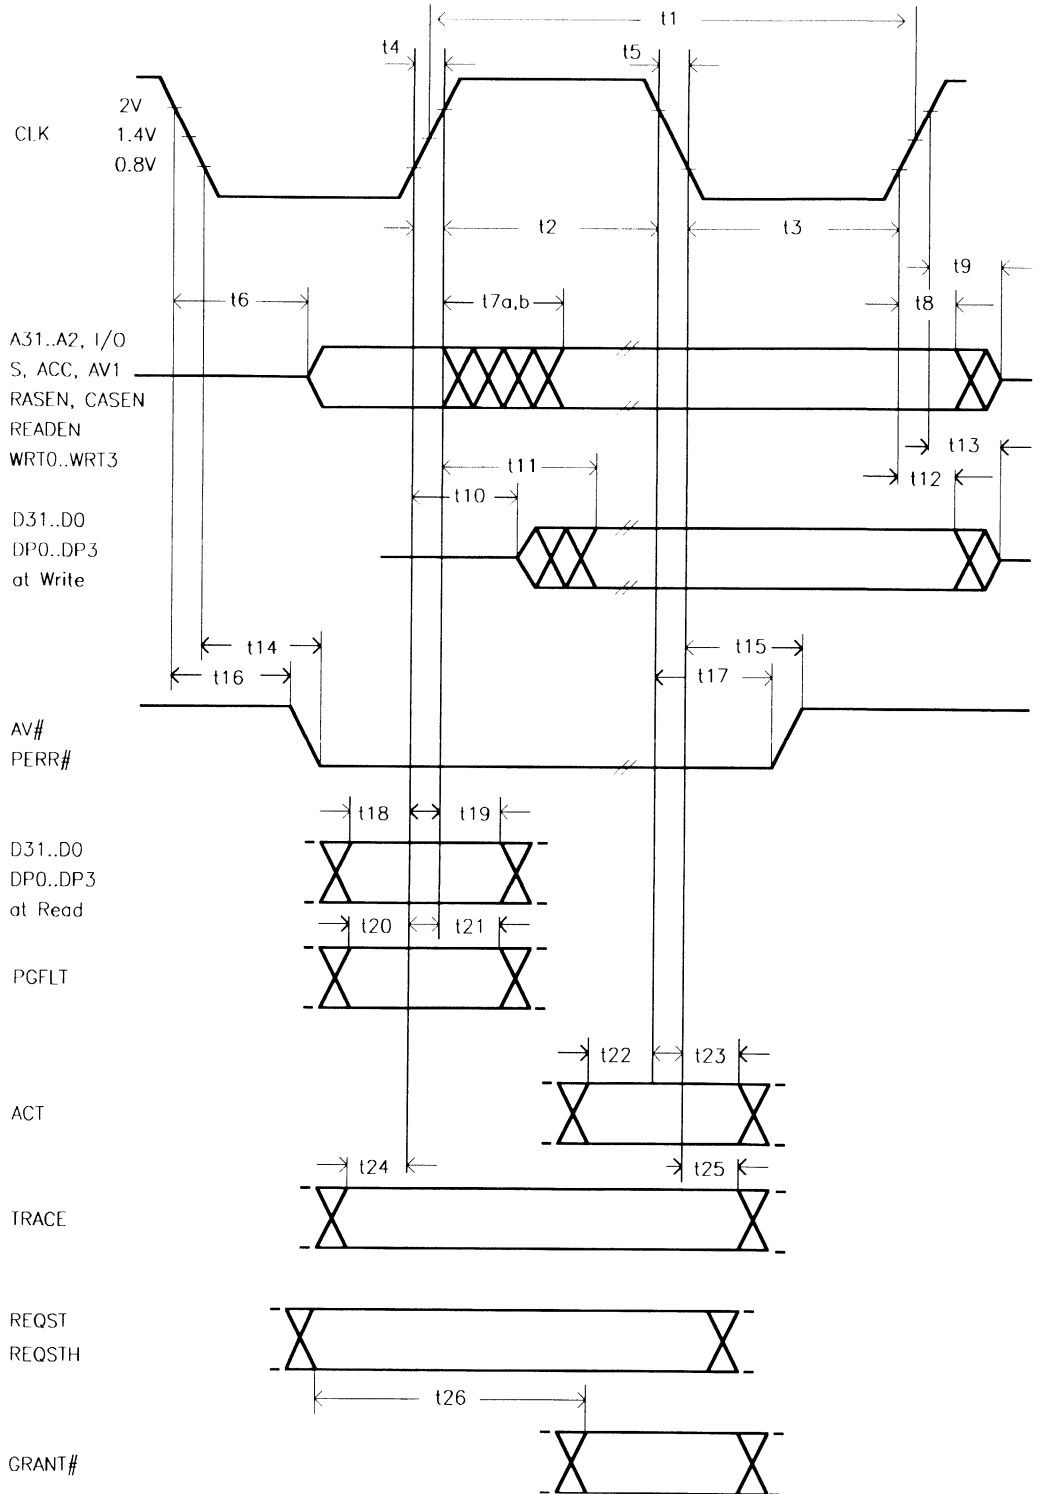 t1
t4
t5
2V
CLK
1.4V
0.8V
t2
t3
t9
t6
t7a,b
t8
A31..A2, I/O
S, ACC, AV1
RASEN, CASEN
READEN
t13
WRT0..WRT3
t11
t12
t10
D31..D0
DP0..DP3
at Write
t14
t15
t16
t17
AV#
PERR#
t18
t19
D31..D0
DP0..DP3
at Read
t20
t21
PGFLT
t22
t23
ACT
t24
t25
TRACE
REQST
REQSTH
t26
GRANT#